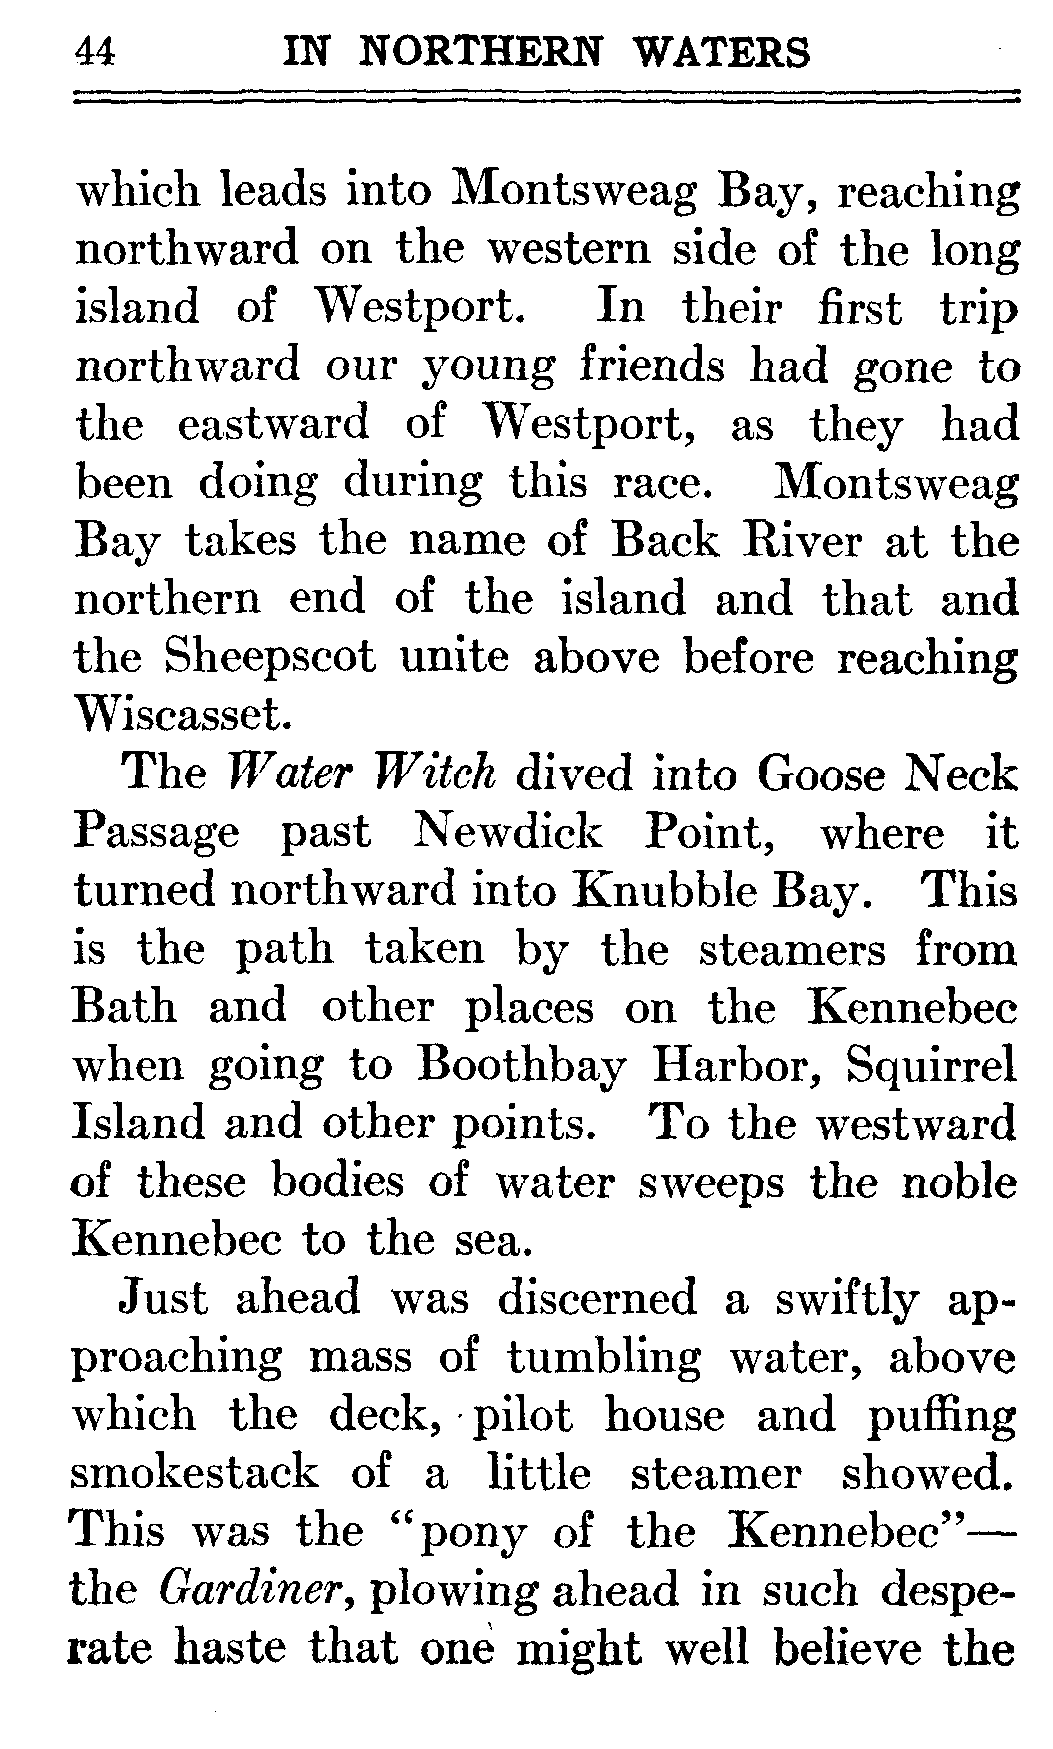 44 IN NORTHERN WATERS
which leads into Montsweag Bay, reaching
northward on the western side of the long
island of Westport. In their first trip
northward our young friends had gone to
the eastward of Westport, as they had
been doing during this race. Montsweag
Bay takes the name of Back River at the
northern end of the island and that and
the Sheepscot unite above before reaching
Wiscasset.
The Water Witch dived into Goose Neck
Passage past Newdick Point, where it
turned northward into Knubble Bay. This
is the path taken by the steamers from
Bath and other places on the Kennebec
when going to Boothbay Harbor, Squirrel
Island and other points. To the westward
of these bodies of water sweeps the noble
Kennebec to the sea.
Just ahead was discerned a swiftly ap-
proaching mass of tumbling water, above
which the deck, pilot house and puffing
smokestack of a little steamer showed.
This was the “pony of the Kennebec”—
the Gardiner, plowing ahead in such despe-
rate haste that one might well believe the